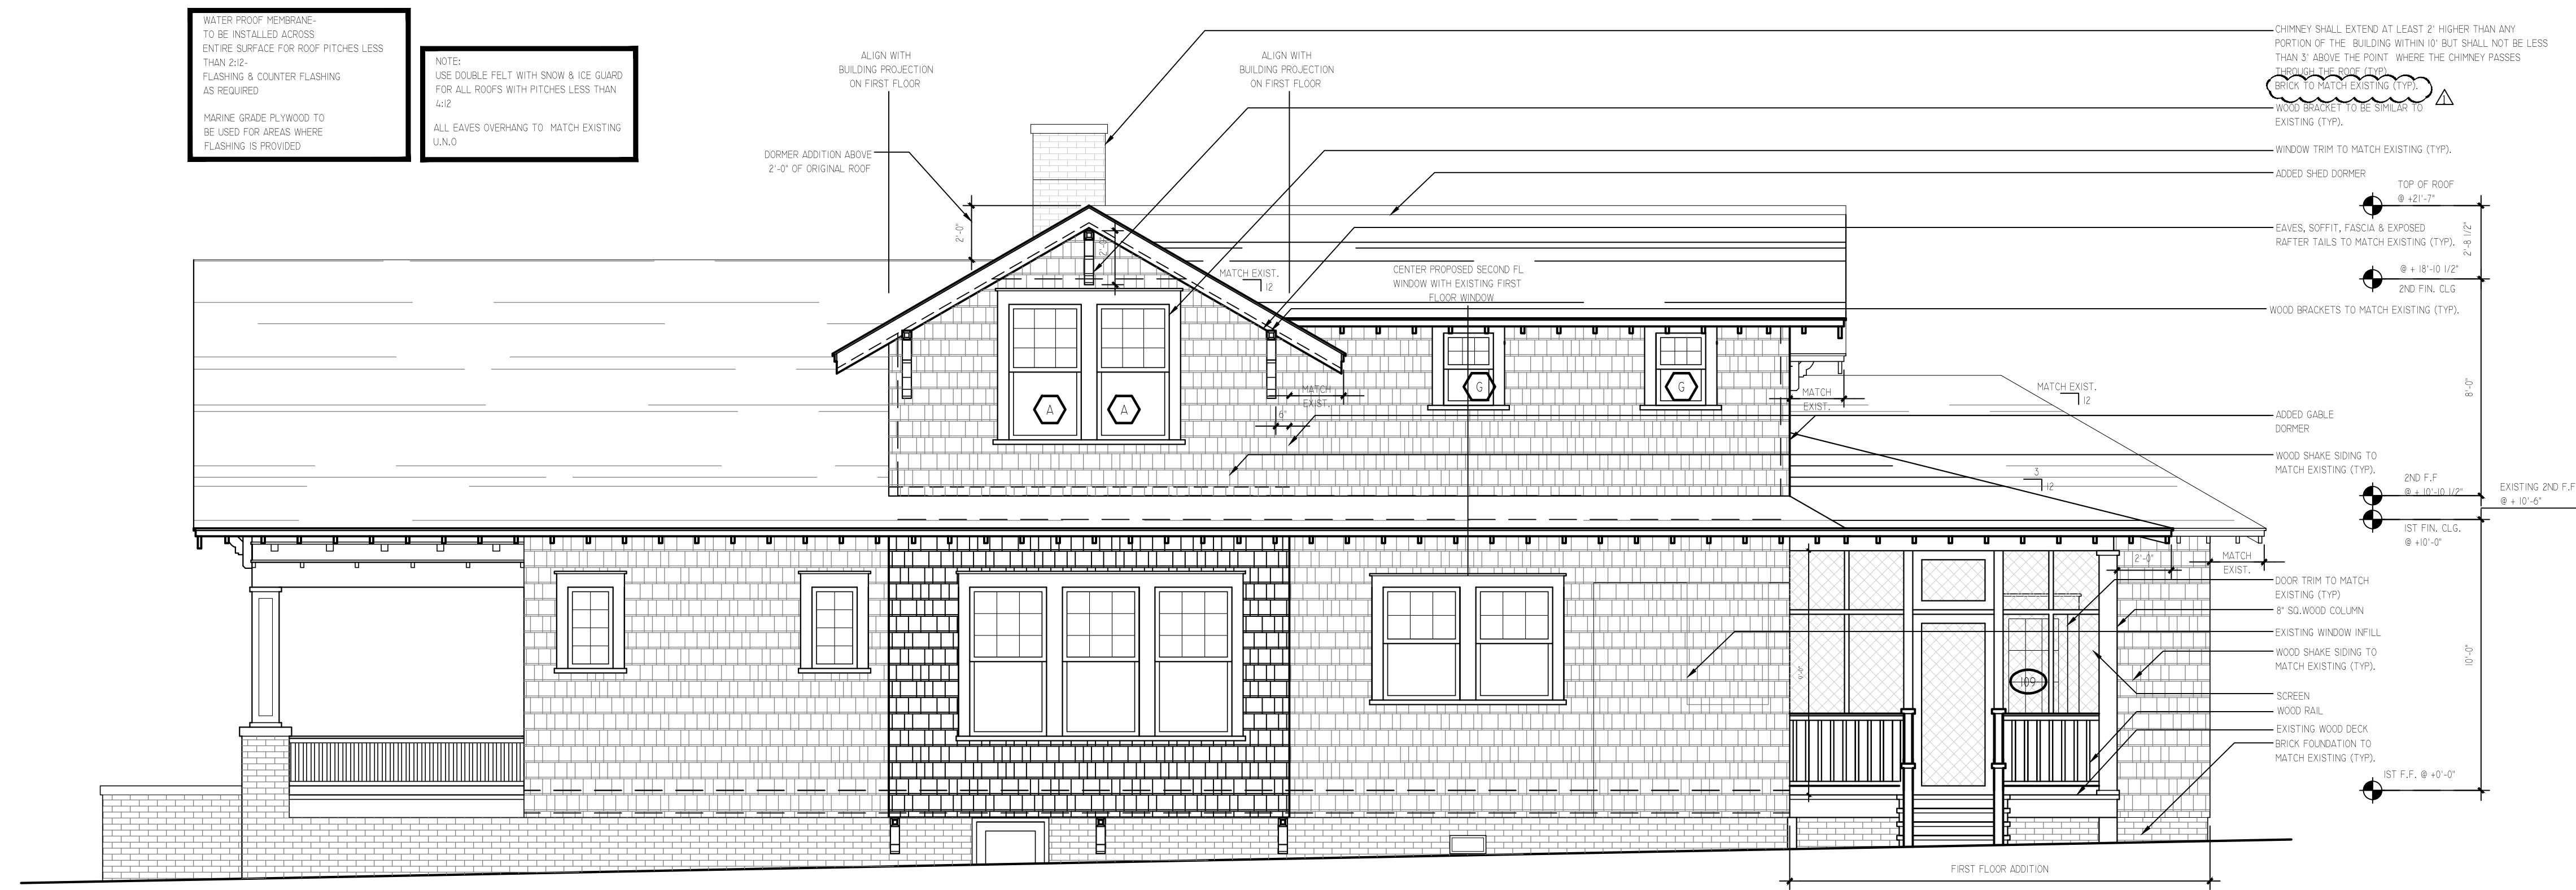 WATER PROOF MEMBRANE-
TO BE INSTALLED ACROSS
ENTIRE SURFACE FOR ROOF PITCHES LESS
THAN 2:12-
FLASHING & COUNTER FLASHING
AS REQUIRED
MARINE GRADE PLYWOOD TO
BE USED FOR AREAS WHERE
FLASHING IS PROVIDED
NOTE:
USE DOUBLE FELT WITH SNOW & ICE GUARD
FOR ALL ROOFS WITH PITCHES LESS THAN
4:12
ALL EAVES OVERHANG TO MATCH EXISTING
U.N.O
ALIGN WITH
BUILDING PROJECTION
ON FIRST FLOOR
ALIGN WITH
BUILDING PROJECTION
ON FIRST FLOOR
DORMER ADDITION ABOVE
2'-0" OF ORIGINAL ROOF
2'-0"
MATCH EXIST.
12
CENTER PROPOSED SECOND FL
WINDOW WITH EXISTING FIRST
FLOOR WINDOW
A
A
G
G
MATCH
EXIST.
6"
MATCH
EXIST.
MATCH EXIST.
12
3
12
2'-0"
MATCH
EXIST.
9'-0"
109
FIRST FLOOR ADDITION
CHIMNEY SHALL EXTEND AT LEAST 2' HIGHER THAN ANY
PORTION OF THE BUILDING WITHIN 10' BUT SHALL NOT BE LESS
THAN 3' ABOVE THE POINT WHERE THE CHIMNEY PASSES
THROUGH THE ROOF (TYP)
BRICK TO MATCH EXISTING (TYP).
1
WOOD BRACKET TO BE SIMILAR TO
EXISTING (TYP).
WINDOW TRIM TO MATCH EXISTING (TYP).
ADDED SHED DORMER
TOP OF ROOF
@ +21'-7"
EAVES, SOFFIT, FASCIA & EXPOSED
RAFTER TAILS TO MATCH EXISTING (TYP).
2'-8 1/2"
@ + 18'-10 1/2"
2ND FIN. CLG
WOOD BRACKETS TO MATCH EXISTING (TYP).
8'-0"
ADDED GABLE
DORMER
WOOD SHAKE SIDING TO
MATCH EXISTING (TYP).
2ND F.F
@ + 10'-10 1/2"
EXISTING 2ND F.F
@ + 10'-6"
1ST FIN. CLG.
@ +10'-0"
DOOR TRIM TO MATCH
EXISTING (TYP)
8" SQ.WOOD COLUMN
EXISTING WINDOW INFILL
WOOD SHAKE SIDING TO
MATCH EXISTING (TYP).
10'-0"
SCREEN
WOOD RAIL
EXISTING WOOD DECK
BRICK FOUNDATION TO
MATCH EXISTING (TYP).
1ST F.F. @ +0'-0"